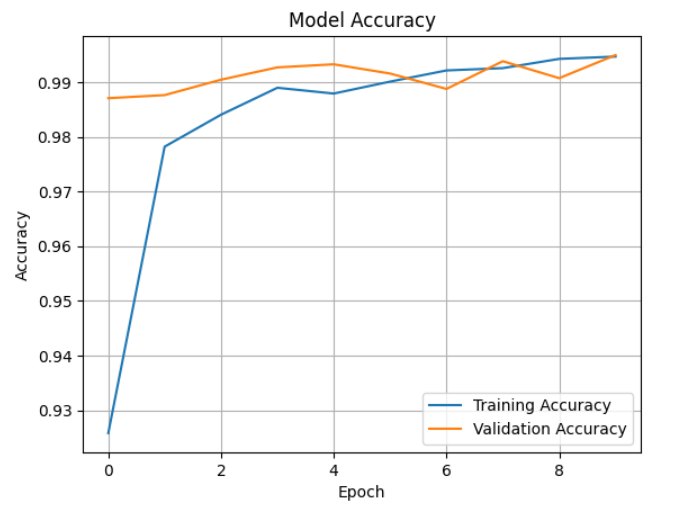 Model Accuracy
Accuracy
0.99
0.98
0.97
0.96
0.95
0.94
0.93
Training Accuracy
Validation Accuracy
0 2 4 6 8
Epoch